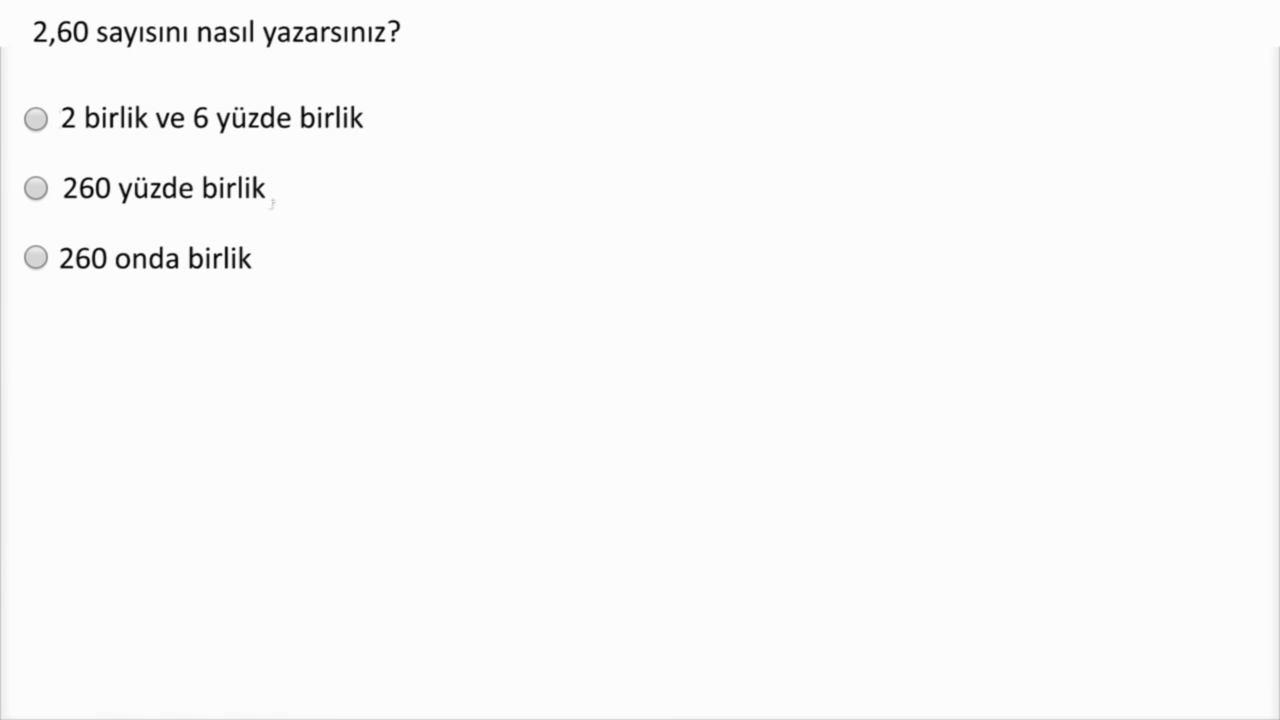 2,60 sayısını nasıl yazarsınız?
2 birlik ve 6 yüzde birlik
260 yüzde birlik
260 onda birlik